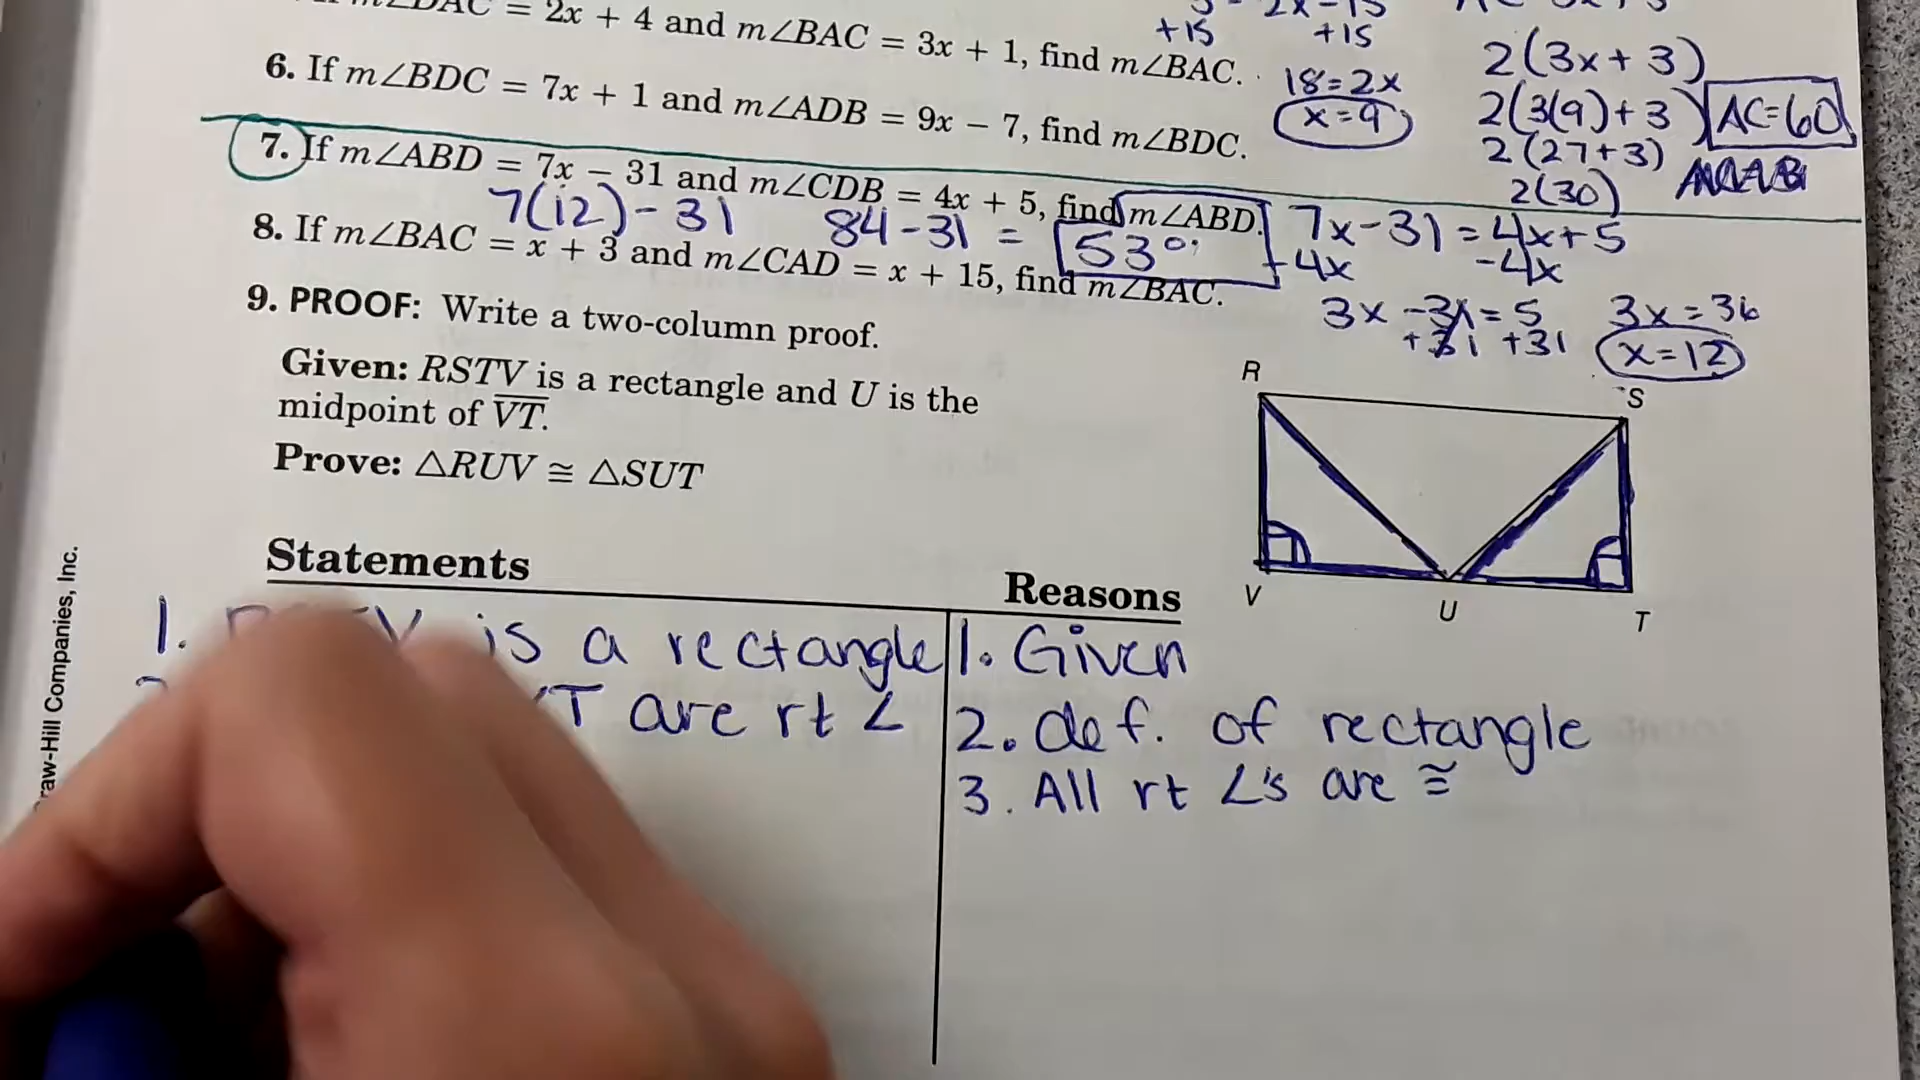 = 2x + 4 and m∠BAC = 3x + 1, find m∠BAC.
6. If m∠BDC = 7x + 1 and m∠ADB = 9x − 7, find m∠BDC.
7. If m∠ABD = 7x − 31 and m∠CDB = 4x + 5, find m∠ABD.
7(12) - 31 84 - 31 = 53°
8. If m∠BAC = x + 3 and m∠CAD = x + 15, find m∠BAC.
9. PROOF: Write a two-column proof.
Given: RSTV is a rectangle and U is the
midpoint of V̅T̅.
Prove: △RUV ≅ △SUT
+15 +15
18 = 2x
x = 9
2(3x + 3)
2(3(9) + 3)
2(27 + 3)
2(30)
AC = 60
7x - 31 = 4x + 5
-4x -4x
3x - 31 = 5
+31 +31
3x = 36
x = 12
R
S
V
U
T
Statements
Reasons
1. is a rectangle
1. Given
are rt ∠
2. def. of rectangle
3. All rt ∠'s are ≅
raw-Hill Companies, Inc.